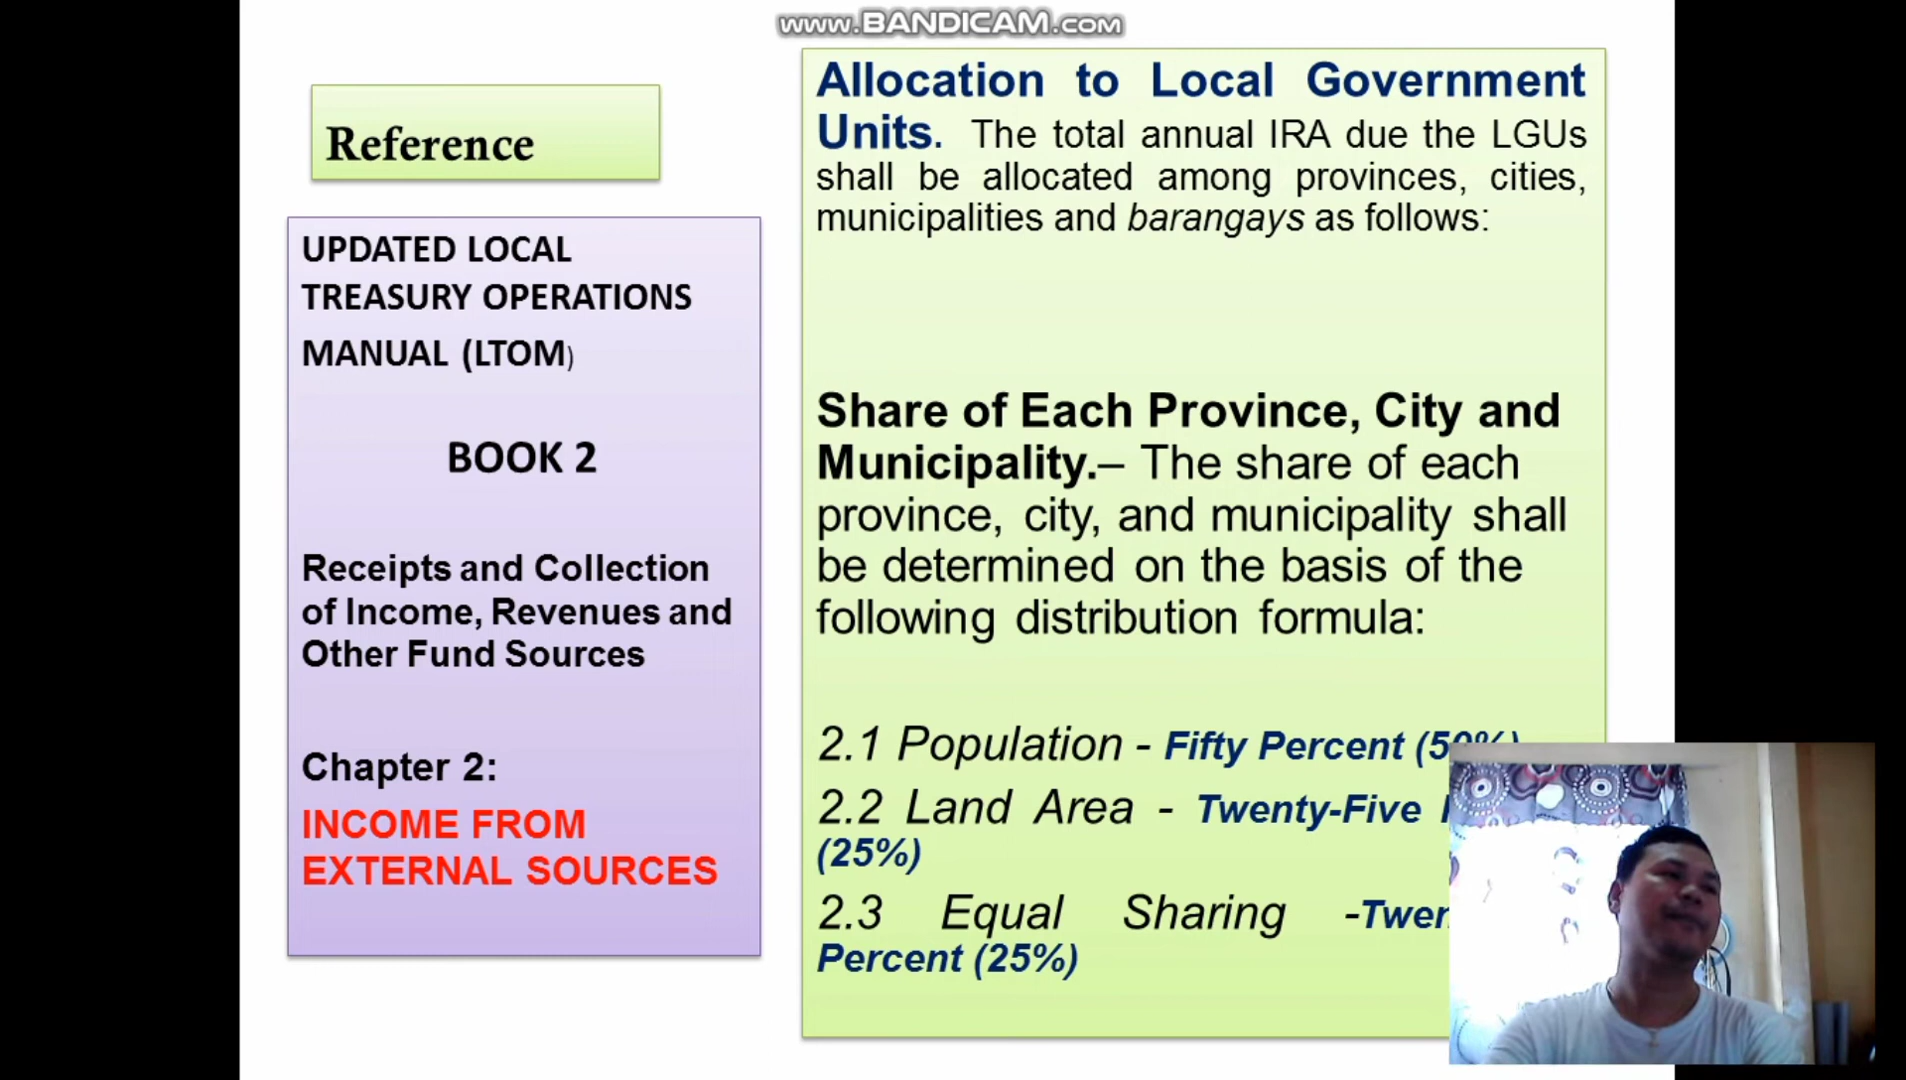 www.BANDICAM.com
Reference
UPDATED LOCAL
TREASURY OPERATIONS
MANUAL (LTOM)
BOOK 2
Receipts and Collection
of Income, Revenues and
Other Fund Sources
Chapter 2:
INCOME FROM
EXTERNAL SOURCES
Allocation to Local Government
Units. The total annual IRA due the LGUs
shall be allocated among provinces, cities,
municipalities and barangays as follows:
Share of Each Province, City and
Municipality.– The share of each
province, city, and municipality shall
be determined on the basis of the
following distribution formula:
2.1 Population - Fifty Percent (50%)
2.2 Land Area - Twenty-Five
(25%)
2.3 Equal Sharing -
Percent (25%)